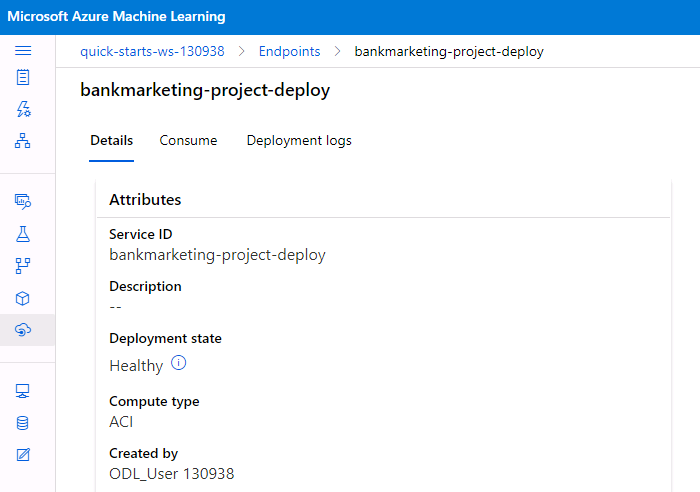 Microsoft Azure Machine Learning
quick-starts-ws-130938 > Endpoints > bankmarketing-project-deploy
bankmarketing-project-deploy
Details Consume Deployment logs
Attributes
Service ID
bankmarketing-project-deploy
Description
--
Deployment state
Healthy
Compute type
ACI
Created by
ODL_User 130938